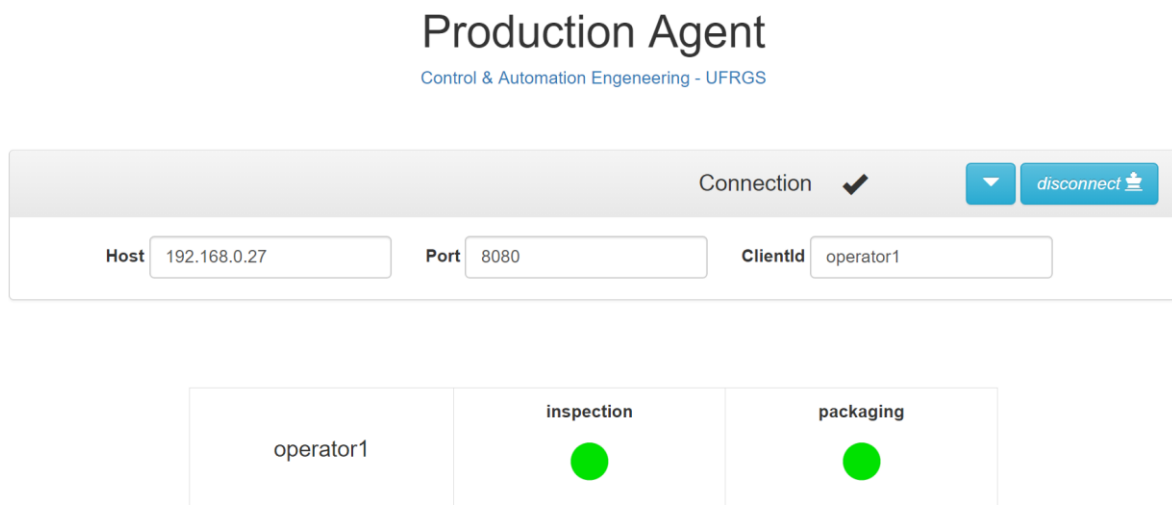 Production Agent
Control & Automation Engeneering - UFRGS
Connection disconnect
Host 192.168.0.27 Port 8080 ClientId operator1
inspection packaging
operator1